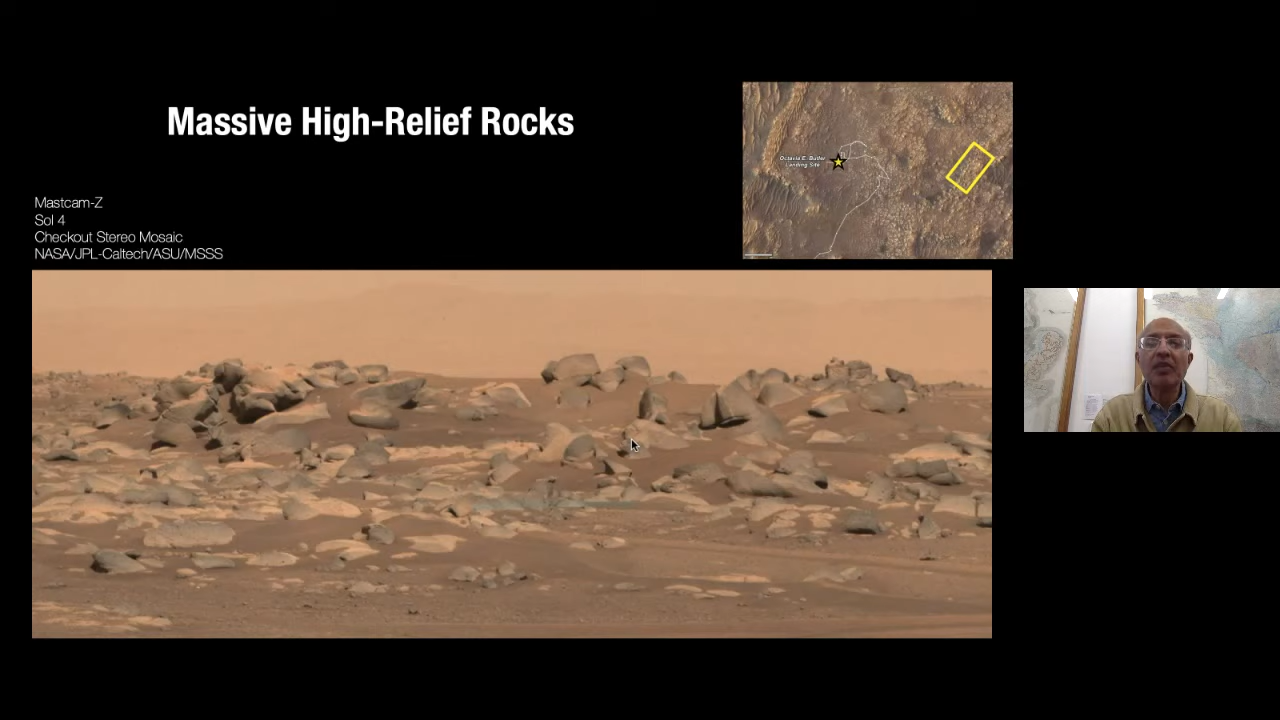 Massive High-Relief Rocks
Mastcam-Z
Sol 4
Checkout Stereo Mosaic
NASA/JPL-Caltech/ASU/MSSS
Octavia E. Butler
Landing Site